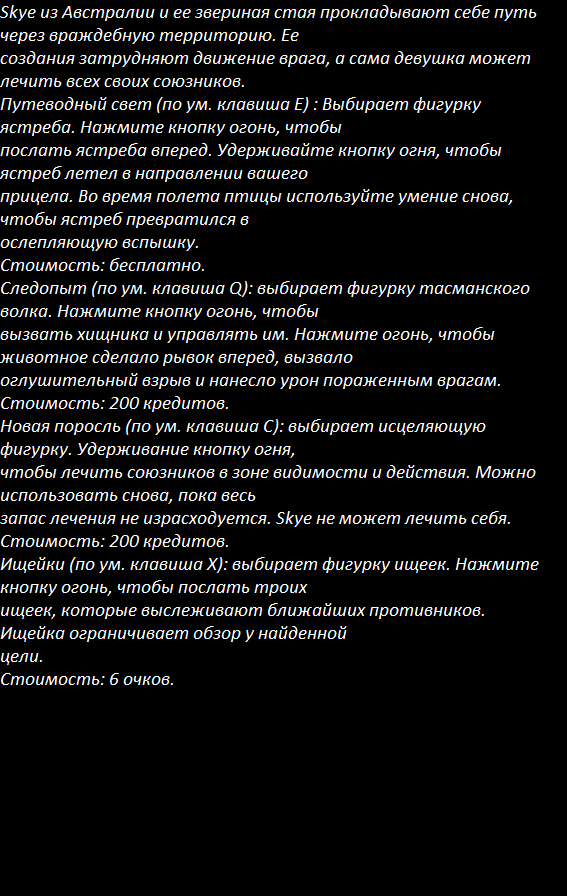 Skye из Австралии и ее звериная стая прокладывают себе путь
через враждебную территорию. Ее
создания затрудняют движение врага, а сама девушка может
лечить всех своих союзников.
Путеводный свет (по ум. клавиша E) : Выбирает фигурку
ястреба. Нажмите кнопку огонь, чтобы
послать ястреба вперед. Удерживайте кнопку огня, чтобы
ястреб летел в направлении вашего
прицела. Во время полета птицы используйте умение снова,
чтобы ястреб превратился в
ослепляющую вспышку.
Стоимость: бесплатно.
Следопыт (по ум. клавиша Q): выбирает фигурку тасманского
волка. Нажмите кнопку огонь, чтобы
вызвать хищника и управлять им. Нажмите огонь, чтобы
животное сделало рывок вперед, вызвало
оглушительный взрыв и нанесло урон пораженным врагам.
Стоимость: 200 кредитов.
Новая поросль (по ум. клавиша C): выбирает исцеляющую
фигурку. Удерживание кнопку огня,
чтобы лечить союзников в зоне видимости и действия. Можно
использовать снова, пока весь
запас лечения не израсходуется. Skye не может лечить себя.
Стоимость: 200 кредитов.
Ищейки (по ум. клавиша X): выбирает фигурку ищеек. Нажмите
кнопку огонь, чтобы послать троих
ищеек, которые выслеживают ближайших противников.
Ищейка ограничивает обзор у найденной
цели.
Стоимость: 6 очков.